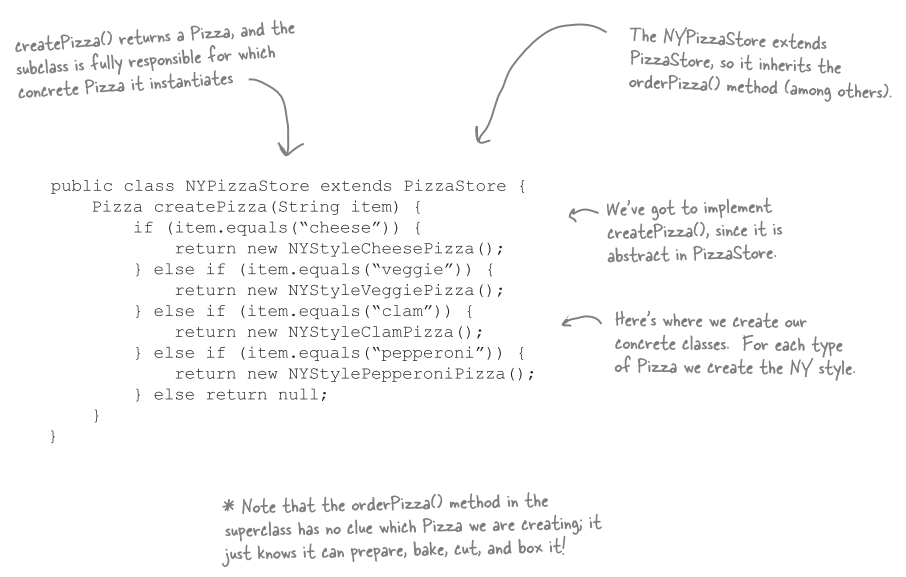 createPizza() returns a Pizza, and the
subclass is fully responsible for which
concrete Pizza it instantiates
The NYPizzaStore extends
PizzaStore, so it inherits the
orderPizza() method (among others).
public class NYPizzaStore extends PizzaStore {
    Pizza createPizza(String item) {
        if (item.equals(“cheese”)) {
            return new NYStyleCheesePizza();
        } else if (item.equals(“veggie”)) {
            return new NYStyleVeggiePizza();
        } else if (item.equals(“clam”)) {
            return new NYStyleClamPizza();
        } else if (item.equals(“pepperoni”)) {
            return new NYStylePepperoniPizza();
        } else return null;
    }
}
We've got to implement
createPizza(), since it is
abstract in PizzaStore.
Here's where we create our
concrete classes. For each type
of Pizza we create the NY style.
* Note that the orderPizza() method in the
superclass has no clue which Pizza we are creating; it
just knows it can prepare, bake, cut, and box it!